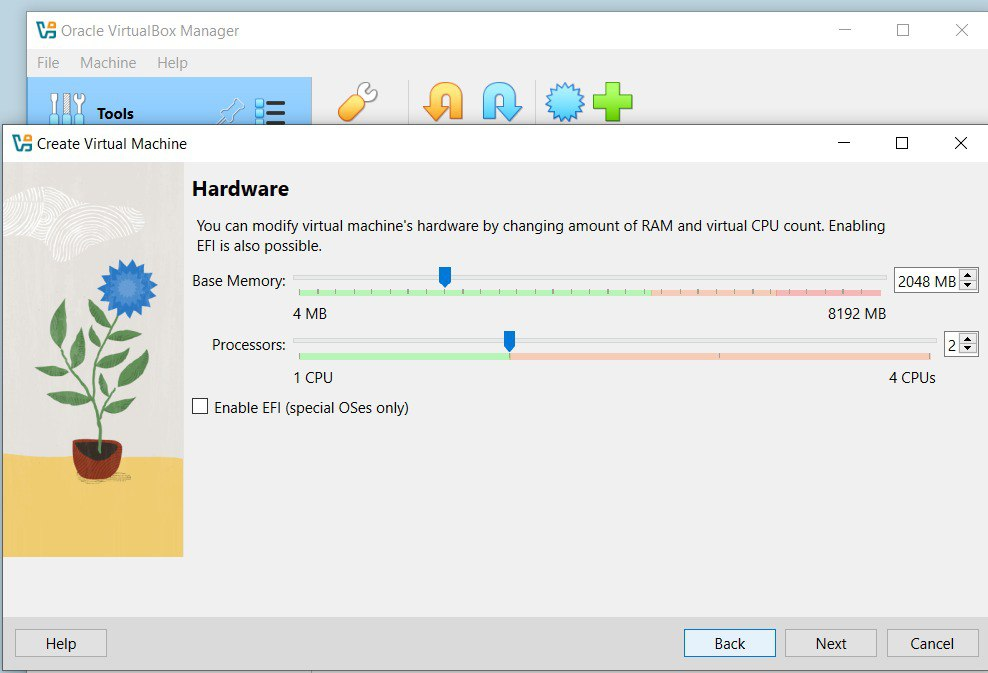 Oracle VirtualBox Manager
File Machine Help
Tools
Create Virtual Machine
Hardware
You can modify virtual machine's hardware by changing amount of RAM and virtual CPU count. Enabling
EFI is also possible.
Base Memory: 2048 MB
4 MB 8192 MB
Processors: 2
1 CPU 4 CPUs
Enable EFI (special OSes only)
Help Back Next Cancel